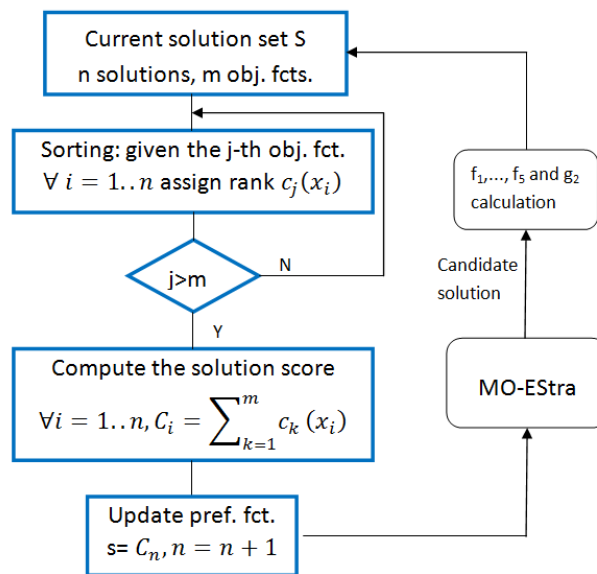 Current solution set S
n solutions, m obj. fcts.
Sorting: given the j-th obj. fct.
∀ i = 1..n assign rank c_j(x_i)
j>m
N
Y
Compute the solution score
∀i = 1..n, C_i = ∑_{k=1}^{m} c_k (x_i)
Update pref. fct.
s= C_n, n = n + 1
f_1,..., f_5 and g_2
calculation
Candidate
solution
MO-EStra